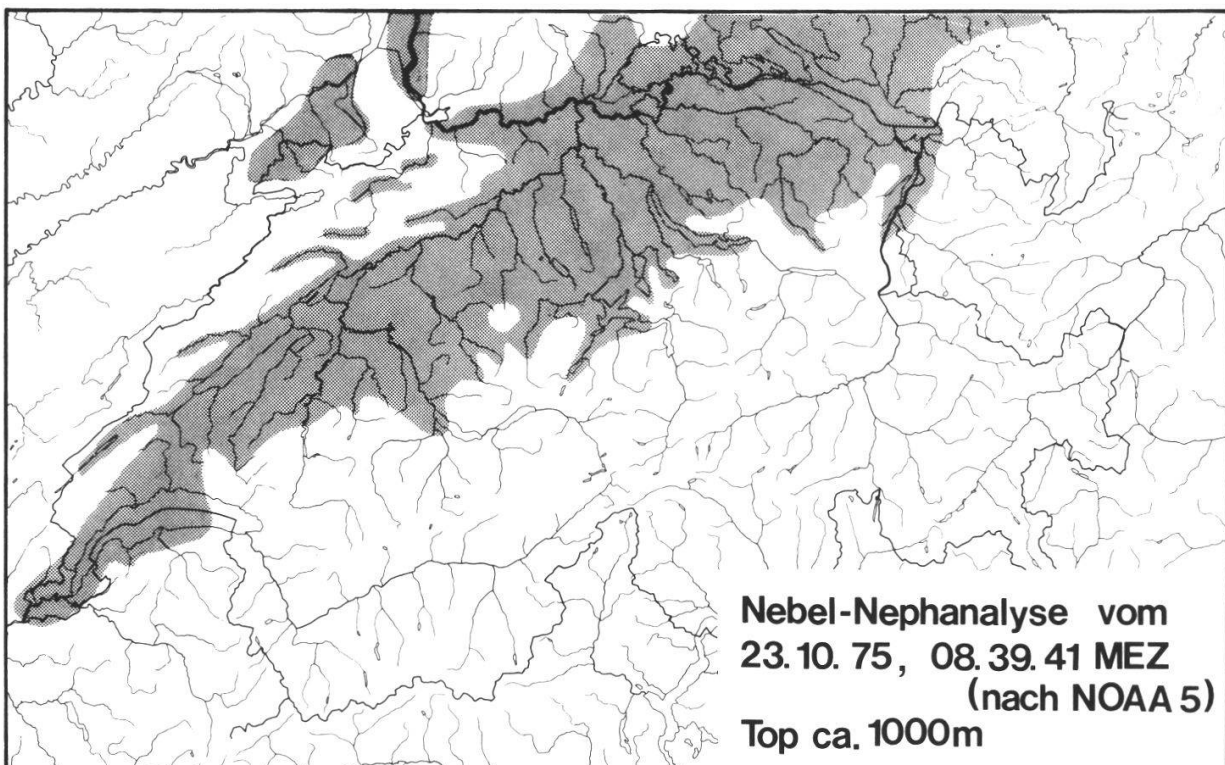 Nebel-Nephanalyse vom
23.10.75, 08.39.41 MEZ
(nach NOAA 5)
Top ca. 1000m